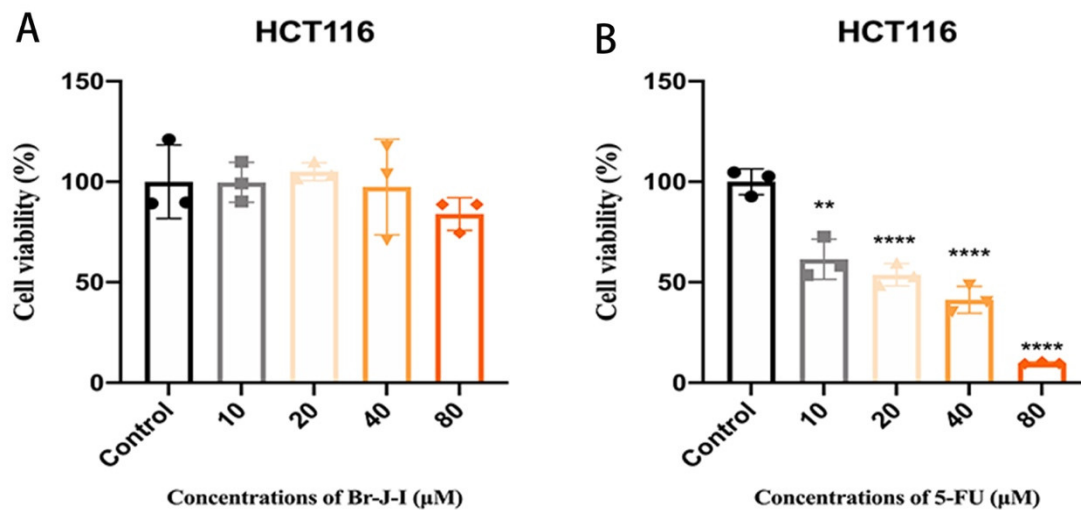 A
HCT116
Cell viability (%)
150
100
50
0
Control
10
20
40
80
Concentrations of Br-J-I (μM)
B
HCT116
Cell viability (%)
150
100
50
0
**
****
****
****
Control
10
20
40
80
Concentrations of 5-FU (μM)